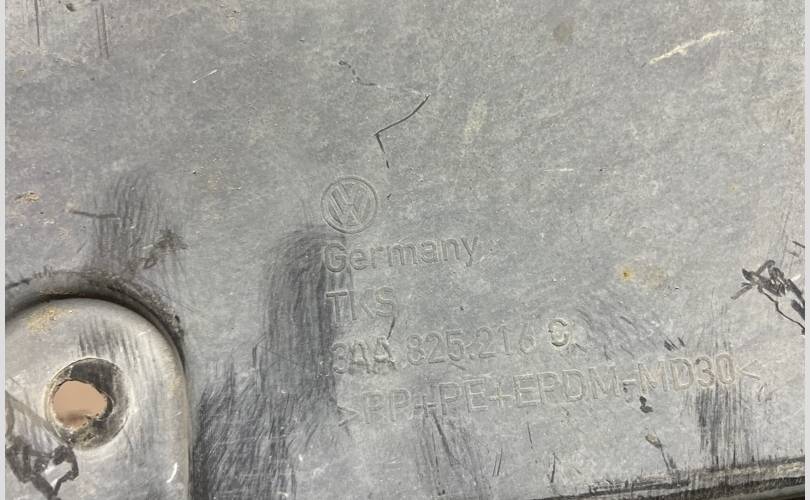 Germany
TKS
3AA.825.216 C
>PP+PE+EPDM-MD30<